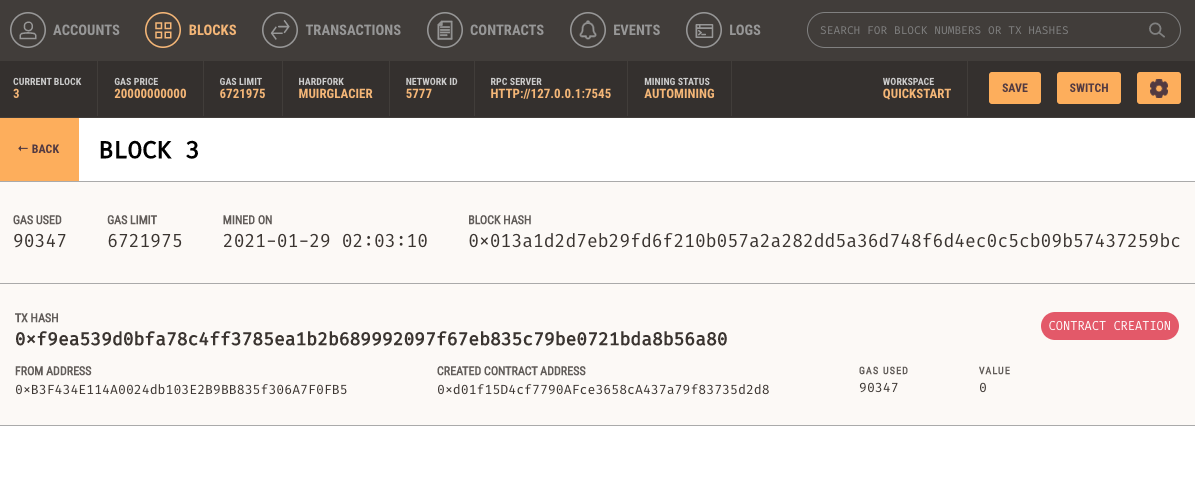 ACCOUNTS BLOCKS TRANSACTIONS CONTRACTS EVENTS LOGS SEARCH FOR BLOCK NUMBERS OR TX HASHES
CURRENT BLOCK GAS PRICE GAS LIMIT HARDFORK NETWORK ID RPC SERVER MINING STATUS WORKSPACE
3 20000000000 6721975 MUIRGLACIER 5777 HTTP://127.0.0.1:7545 AUTOMINING QUICKSTART SAVE SWITCH
← BACK BLOCK 3
GAS USED GAS LIMIT MINED ON BLOCK HASH
90347 6721975 2021-01-29 02:03:10 0×013a1d2d7eb29fd6f210b057a2a282dd5a36d748f6d4ec0c5cb09b57437259bc
TX HASH
0×f9ea539d0bfa78c4ff3785ea1b2b689992097f67eb835c79be0721bda8b56a80 CONTRACT CREATION
FROM ADDRESS CREATED CONTRACT ADDRESS GAS USED VALUE
0×B3F434E114A0024db103E2B9BB835f306A7F0FB5 0×d01f15D4cf7790AFce3658cA437a79f83735d2d8 90347 0